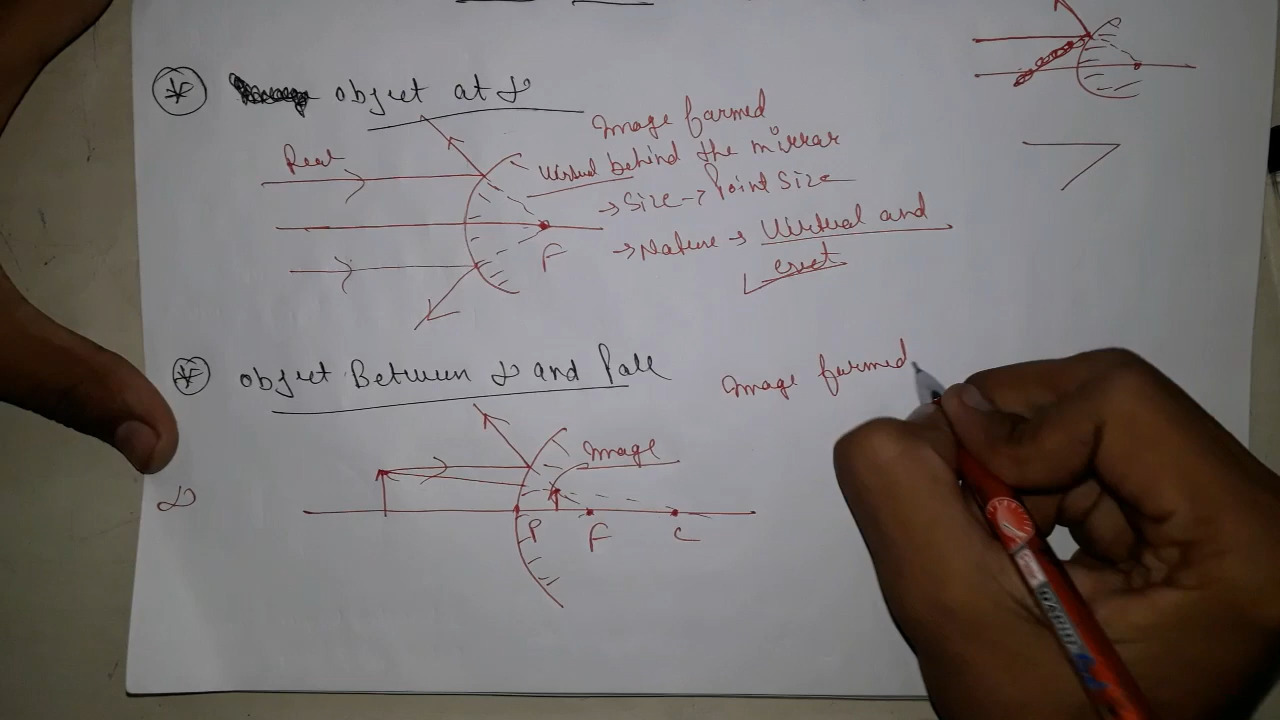 object at ∞
Image formed
Virtual behind the mirror
Real
→ Size → Point Size
→ Nature → Virtual and
erect
F
object Between ∞ and Pole
Image formed
Image
∞
P F C